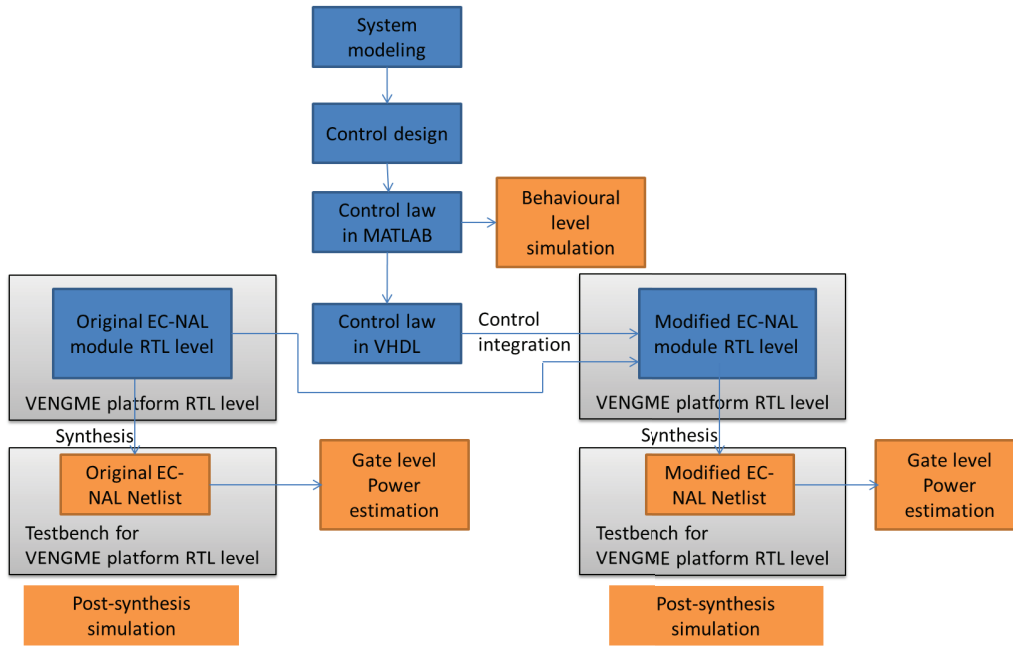 System
modeling
Control design
Control law
in MATLAB
Behavioural
level
simulation
Original EC-NAL
module RTL level
VENGME platform RTL level
Control law
in VHDL
Control
integration
Modified EC-NAL
module RTL level
VENGME platform RTL level
Synthesis
Original EC-
NAL Netlist
Testbench for
VENGME platform RTL level
Gate level
Power
estimation
Synthesis
Modified EC-
NAL Netlist
Testbench for
VENGME platform RTL level
Gate level
Power
estimation
Post-synthesis
simulation
Post-synthesis
simulation